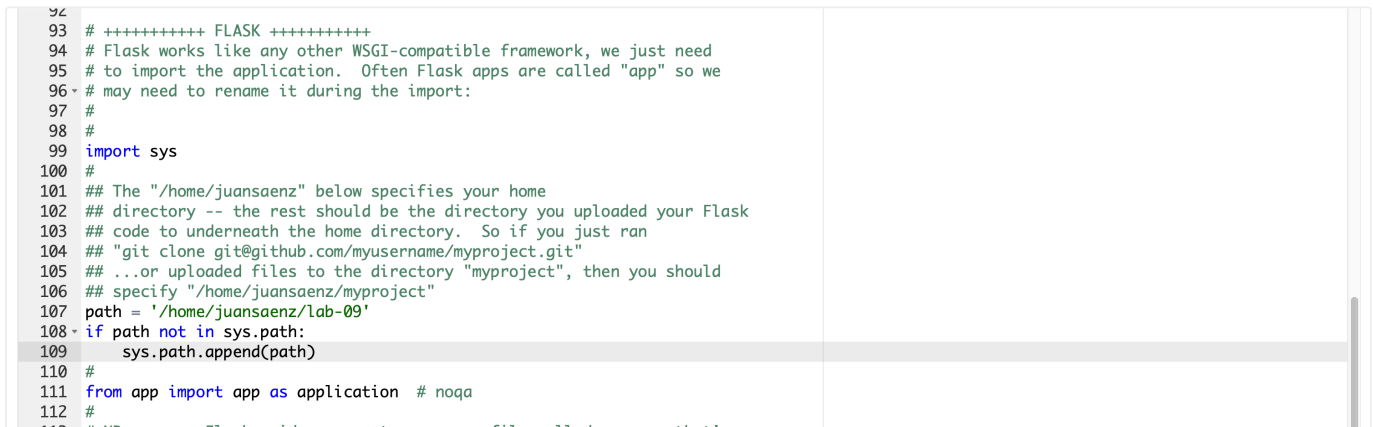 92
93 # +++++++++++ FLASK +++++++++++
94 # Flask works like any other WSGI-compatible framework, we just need
95 # to import the application.  Often Flask apps are called "app" so we
96 # may need to rename it during the import:
97 #
98 #
99 import sys
100 #
101 ## The "/home/juansaenz" below specifies your home
102 ## directory -- the rest should be the directory you uploaded your Flask
103 ## code to underneath the home directory.  So if you just ran
104 ## "git clone git@github.com/myusername/myproject.git"
105 ## ...or uploaded files to the directory "myproject", then you should
106 ## specify "/home/juansaenz/myproject"
107 path = '/home/juansaenz/lab-09'
108 if path not in sys.path:
109     sys.path.append(path)
110 #
111 from app import app as application  # noqa
112 #